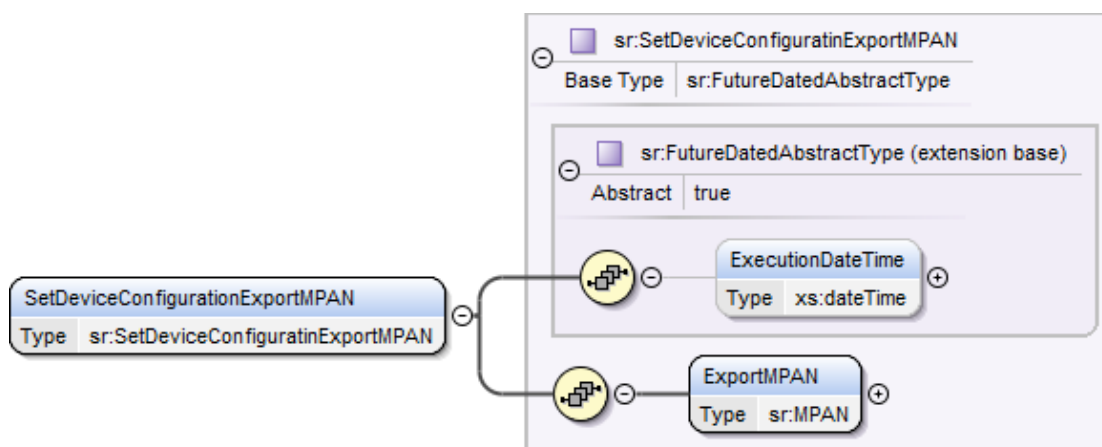 sr:SetDeviceConfiguratinExportMPAN
Base Type sr:FutureDatedAbstractType
sr:FutureDatedAbstractType (extension base)
Abstract true
ExecutionDateTime
Type xs:dateTime
SetDeviceConfigurationExportMPAN
Type sr:SetDeviceConfiguratinExportMPAN
ExportMPAN
Type sr:MPAN